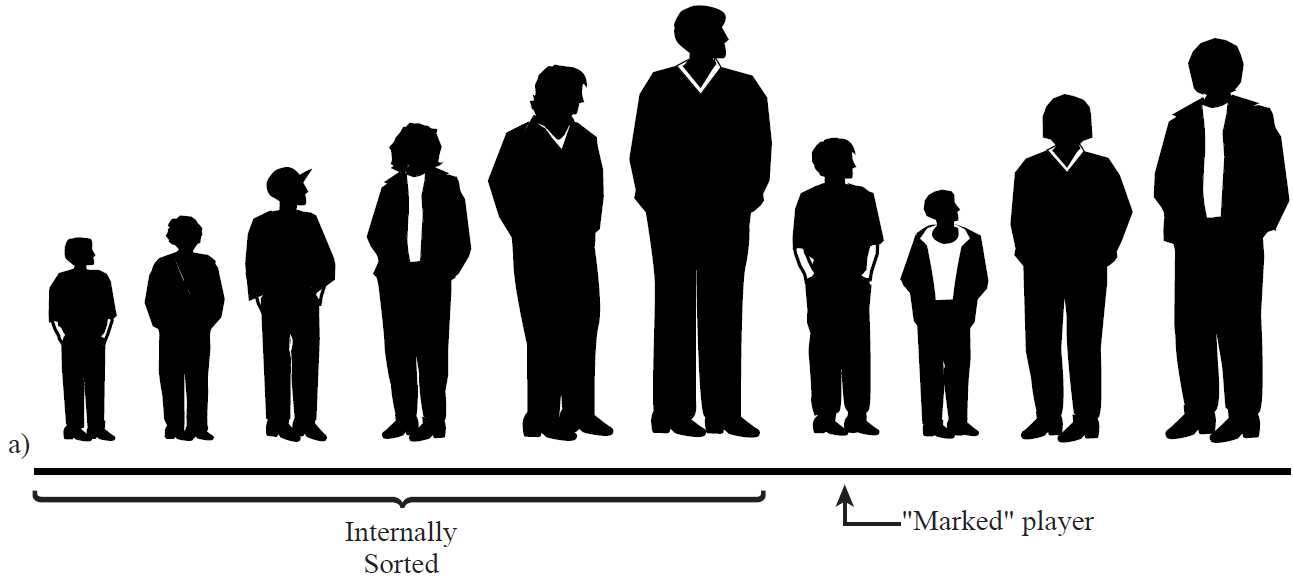 a)
"Marked" player
Internally
Sorted